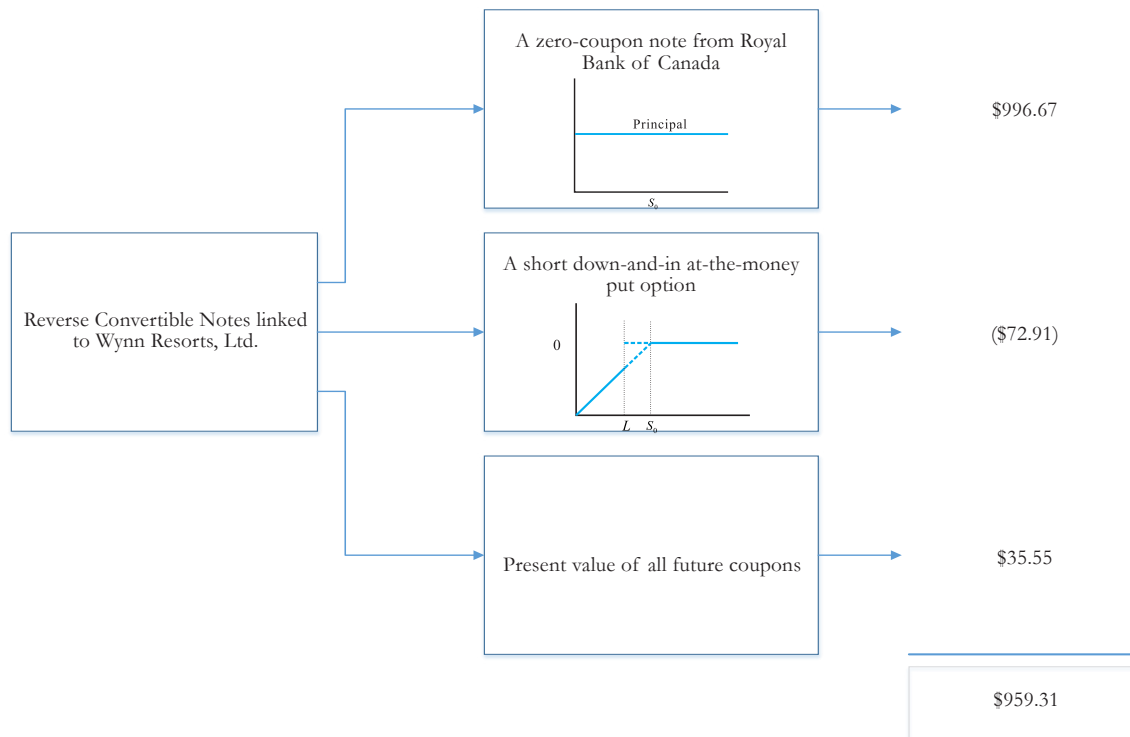 A zero-coupon note from Royal
Bank of Canada
Principal
S₀
$996.67
Reverse Convertible Notes linked
to Wynn Resorts, Ltd.
A short down-and-in at-the-money
put option
0
L
S₀
($72.91)
Present value of all future coupons
$35.55
$959.31